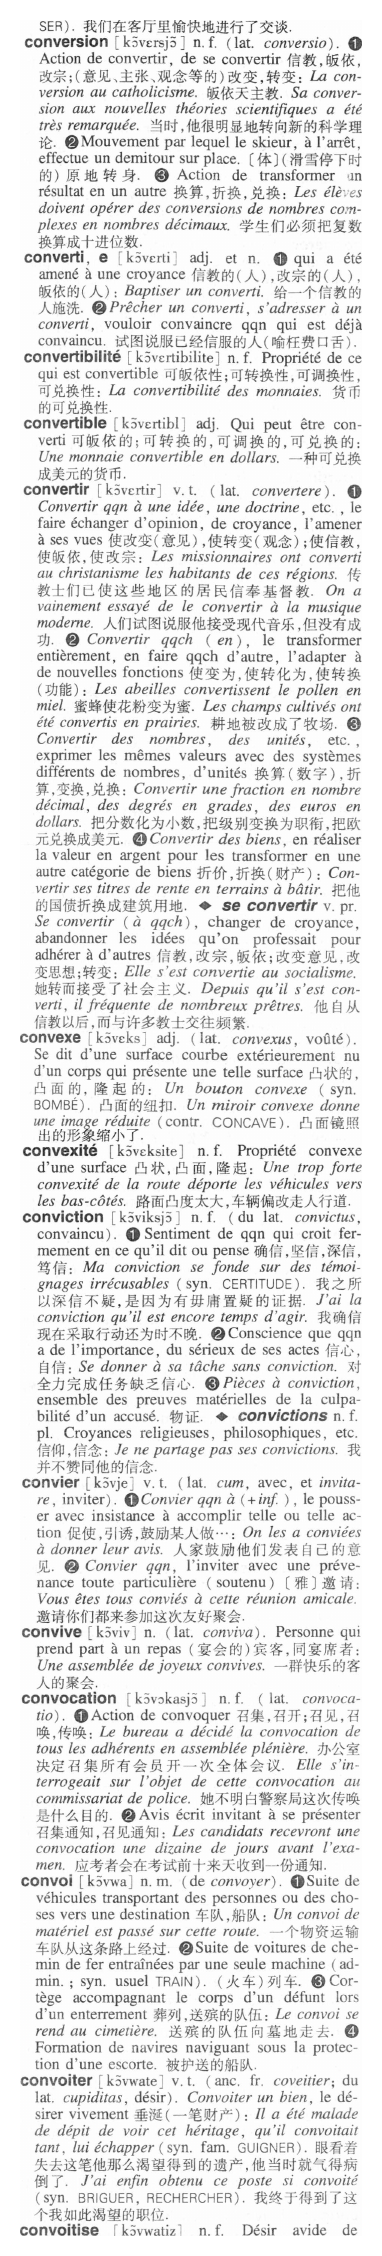 SER). 我们在客厅里愉快地进行了交谈.
conversion [kɔ̃vɛrsjɔ̃] n. f. (lat. conversio). ❶
Action de convertir, de se convertir 信教,皈依,
改宗;(意见、主张、观念等的)改变,转变: La con-
version au catholicisme. 皈依天主教. Sa conver-
sion aux nouvelles théories scientifiques a été
très remarquée. 当时,他很明显地转向新的科学理
论. ❷ Mouvement par lequel le skieur, à l'arrêt,
effectue un demitour sur place. [体](滑雪停下时
的) 原地转身. ❸ Action de transformer un
résultat en un autre 换算,折换,兑换: Les élèves
doivent opérer des conversions de nombres com-
plexes en nombres décimaux. 学生们必须把复数
换算成十进位数.
converti, e [kɔ̃vɛrti] adj. et n. ❶ qui a été
amené à une croyance 信教的(人),改宗的(人),
皈依的(人): Baptiser un converti. 给一个信教的
人施洗. ❷ Prêcher un converti, s'adresser à un
converti, vouloir convaincre qqn qui est déjà
convaincu. 试图说服已经信服的人(喻枉费口舌).
convertibilité [kɔ̃vɛrtibilite] n. f. Propriété de ce
qui est convertible 可皈依性;可转换性,可调换性,
可兑换性: La convertibilité des monnaies. 货币
的可兑换性.
convertible [kɔ̃vɛrtibl] adj. Qui peut être con-
verti 可皈依的;可转换的,可调换的,可兑换的:
Une monnaie convertible en dollars. 一种可兑换
成美元的货币.
convertir [kɔ̃vɛrtir] v. t. (lat. convertere). ❶
Convertir qqn à une idée, une doctrine, etc., le
faire échanger d'opinion, de croyance, l'amener
à ses vues 使改变(意见),使转变(观念);使信教,
使皈依,使改宗: Les missionnaires ont converti
au christanisme les habitants de ces régions. 传
教士们已使这些地区的居民信奉基督教. On a
vainement essayé de le convertir à la musique
moderne. 人们试图说服他接受现代音乐,但没有成
功. ❷ Convertir qqch (en), le transformer
entièrement, en faire qqch d'autre, l'adapter à
de nouvelles fonctions 使变为,使转化为,使转换
(功能): Les abeilles convertissent le pollen en
miel. 蜜蜂使花粉变为蜜. Les champs cultivés ont
été convertis en prairies. 耕地被改成了牧场. ❸
Convertir des nombres, des unités, etc.,
exprimer les mêmes valeurs avec des systèmes
différents de nombres, d'unités 换算(数字),折
算,变换,兑换: Convertir une fraction en nombre
décimal, des degrés en grades, des euros en
dollars. 把分数化为小数,把级别变换为职衔,把欧
元兑换成美元. ❹ Convertir des biens, en réaliser
la valeur en argent pour les transformer en une
autre catégorie de biens 折价,折换(财产): Con-
vertir ses titres de rente en terrains à bâtir. 把他
的国债折换成建筑用地. ◆ se convertir v. pr.
Se convertir (à qqch), changer de croyance,
abandonner les idées qu'on professait pour
adhérer à d'autres 信教,改宗,皈依;改变意见,改
变思想;转变: Elle s'est convertie au socialisme.
她转而接受了社会主义. Depuis qu'il s'est con-
verti, il fréquente de nombreux prêtres. 他自从
信教以后,而与许多教士交往频繁.
convexe [kɔ̃vɛks] adj. (lat. convexus, voûté).
Se dit d'une surface courbe extérieurement nu
d'un corps qui présente une telle surface 凸状的,
凸面的, 隆起的: Un bouton convexe (syn.
BOMBÉ). 凸面的纽扣. Un miroir convexe donne
une image réduite (contr. CONCAVE). 凸面镜照
出的形象缩小了.
convexité [kɔ̃vɛksite] n. f. Propriété convexe
d'une surface 凸状,凸面,隆起: Une trop forte
convexité de la route déporte les véhicules vers
les bas-côtés. 路面凸度太大,车辆偏改走人行道.
conviction [kɔ̃viksjɔ̃] n. f. (du lat. convictus,
convaincu). ❶ Sentiment de qqn qui croit fer-
mement en ce qu'il dit ou pense 确信,坚信,深信,
笃信: Ma conviction se fonde sur des témoi-
gnages irrécusables (syn. CERTITUDE). 我之所
以深信不疑,是因为有毋庸置疑的证据. J'ai la
conviction qu'il est encore temps d'agir. 我确信
现在采取行动还为时不晚. ❷ Conscience que qqn
a de l'importance, du sérieux de ses actes 信心,
自信: Se donner à sa tâche sans conviction. 对
全力完成任务缺乏信心. ❸ Pièces à conviction,
ensemble des preuves matérielles de la culpa-
bilité d'un accusé. 物证. ◆ convictions n. f.
pl. Croyances religieuses, philosophiques, etc.
信仰,信念: Je ne partage pas ses convictions. 我
并不赞同他的信念.
convier [kɔ̃vje] v. t. (lat. cum, avec, et invita-
re, inviter). ❶ Convier qqn à (+inf.), le pouss-
er avec insistance à accomplir telle ou telle ac-
tion 促使,引诱,鼓励某人做…: On les a conviées
à donner leur avis. 人家鼓励他们发表自己的意
见. ❷ Convier qqn, l'inviter avec une préve-
nance toute particulière (soutenu) [雅] 邀请:
Vous êtes tous conviés à cette réunion amicale.
邀请你们都来参加这次友好聚会.
convive [kɔ̃viv] n. (lat. conviva). Personne qui
prend part à un repas (宴会的)宾客,同宴席者:
Une assemblée de joyeux convives. 一群快乐的客
人的聚会.
convocation [kɔ̃vɔkasjɔ̃] n. f. (lat. convoca-
tio). ❶ Action de convoquer 召集,召开;召见,召
唤,传唤: Le bureau a décidé la convocation de
tous les adhérents en assemblée plénière. 办公室
决定召集所有会员开一次全体会议. Elle s'in-
terrogeait sur l'objet de cette convocation au
commissariat de police. 她不明白警察局这次传唤
是什么目的. ❷ Avis écrit invitant à se présenter
召集通知,召见通知: Les candidats recevront une
convocation une dizaine de jours avant l'exa-
men. 应考者会在考试前十来天收到一份通知.
convoi [kɔ̃vwa] n. m. (de convoyer). ❶ Suite de
véhicules transportant des personnes ou des cho-
ses vers une destination 车队,船队: Un convoi de
matériel est passé sur cette route. 一个物资运输
车队从这条路上经过. ❷ Suite de voitures de che-
min de fer entraînées par une seule machine (ad-
min.; syn. usuel TRAIN). (火车)列车. ❸ Cor-
tège accompagnant le corps d'un défunt lors
d'un enterrement 葬列,送殡的队伍: Le convoi se
rend au cimetière. 送殡的队伍向墓地走去. ❹
Formation de navires naviguant sous la protec-
tion d'une escorte. 被护送的船队.
convoiter [kɔ̃vwate] v. t. (anc. fr. coveitier; du
lat. cupiditas, désir). Convoiter un bien, le dé-
sirer vivement 垂涎(一笔财产): Il a été malade
de dépit de voir cet héritage, qu'il convoitait
tant, lui échapper (syn. fam. GUIGNER). 眼看着
失去这笔他那么渴望得到的遗产,他当时就气得病
倒了. J'ai enfin obtenu ce poste si convoité
(syn. BRIGUER, RECHERCHER). 我终于得到了这
个我如此渴望的职位.
convoitise [kɔ̃vwatiz] n. f. Désir avide de